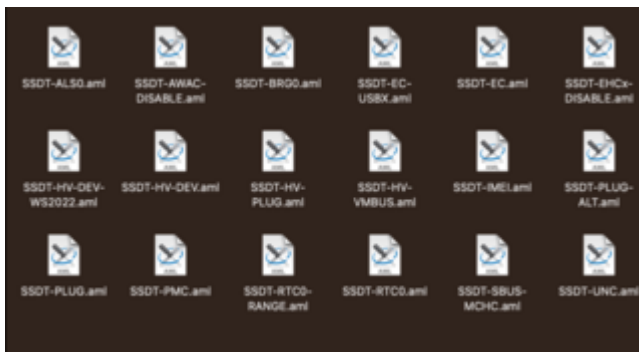 SSDT-ALS0.aml
SSDT-AWAC-
DISABLE.aml
SSDT-BRG0.aml
SSDT-EC-
USBX.aml
SSDT-EC.aml
SSDT-EHCx-
DISABLE.aml
SSDT-HV-DEV-
WS2022.aml
SSDT-HV-DEV.aml
SSDT-HV-
PLUG.aml
SSDT-HV-
VMBUS.aml
SSDT-IMEI.aml
SSDT-PLUG-
ALT.aml
SSDT-PLUG.aml
SSDT-PMC.aml
SSDT-RTC0-
RANGE.aml
SSDT-RTC0.aml
SSDT-SBUS-
MCHC.aml
SSDT-UNC.aml